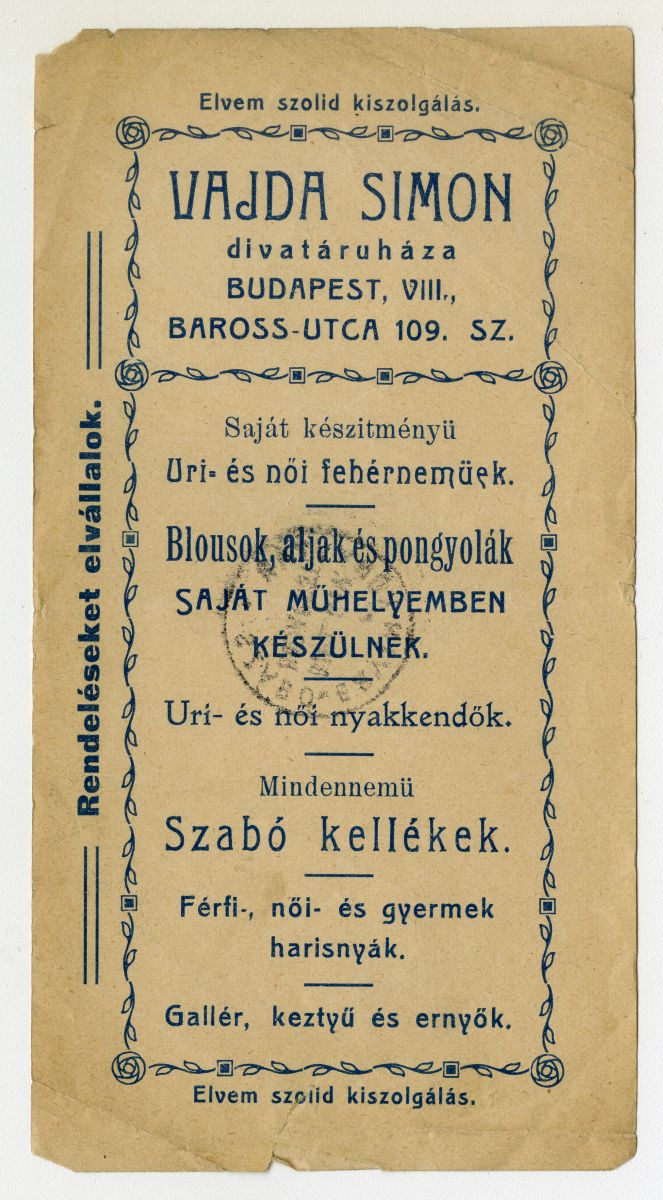 Elvem szolid kiszolgálás.
VAJDA SIMON
divatáruháza
BUDAPEST, VIII.,
BAROSS-UTCA 109. SZ.
Rendeléseket elvállalok.
Saját készitményü
Uri- és női fehérnemüek.
Blousok, aljak és pongyolák
SAJÁT MŰHELYEMBEN
KÉSZÜLNEK.
Uri- és női nyakkendők.
Mindennemü
Szabó kellékek.
Férfi-, női- és gyermek
harisnyák.
Gallér, keztyű és ernyők.
Elvem szolid kiszolgálás.